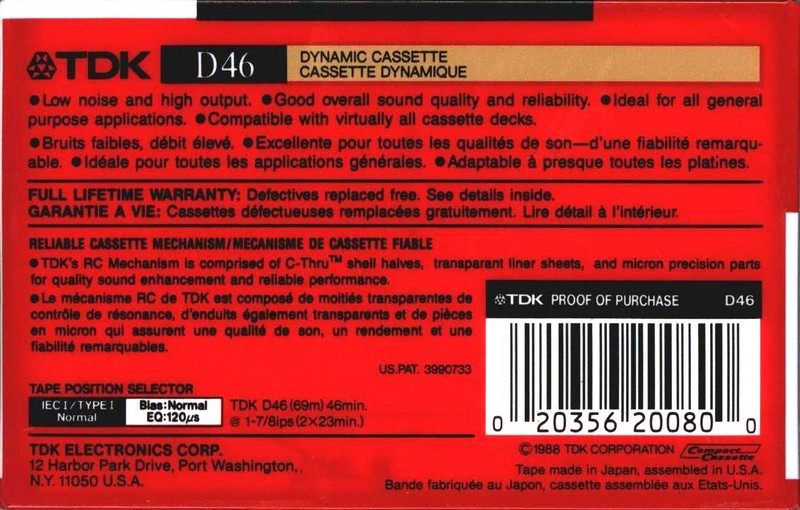 TDK D46 DYNAMIC CASSETTE
CASSETTE DYNAMIQUE
●Low noise and high output. ●Good overall sound quality and reliability. ●Ideal for all general
purpose applications. ●Compatible with virtually all cassette decks.
●Bruits faibles, débit élevé. ●Excellente pour toutes les qualités de son—d'une fiabilité remarqu-
able. ●Idéale pour toutes les applications générales. ●Adaptable à presque toutes les platines.
FULL LIFETIME WARRANTY: Defectives replaced free. See details inside.
GARANTIE A VIE: Cassettes défectueuses remplacées gratuitement. Lire détail à l'intérieur.
RELIABLE CASSETTE MECHANISM/MECANISME DE CASSETTE FIABLE
●TDK's RC Mechanism is comprised of C-Thru™ shell halves, transparant liner sheets, and micron precision parts
for quality sound enhancement and reliable performance.
●Le mécanisme RC de TDK est composé de moitiés transparentes de
contrôle de résonance, d'enduits également transparents et de pièces
en micron qui assurent une qualité de son, un rendement et une
fiabilité remarquables.
US.PAT. 3990733
TDK PROOF OF PURCHASE D46
0 20356 20080 0
TAPE POSITION SELECTOR
IEC I/TYPE I
Normal
Bias:Normal
EQ:120μs
TDK D46 (69m) 46min.
@ 1-7/8ips (2×23min.)
TDK ELECTRONICS CORP.
12 Harbor Park Drive, Port Washington,.
N.Y. 11050 U.S.A.
©1988 TDK CORPORATION Compact Cassette
Tape made in Japan, assembled in U.S.A.
Bande fabriquée au Japon, cassette assemblée aux Etats-Unis.